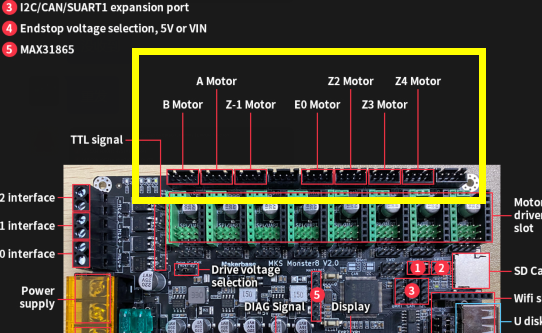 3 I2C/CAN/SUART1 expansion port
4 Endstop voltage selection, 5V or VIN
5 MAX31865
A Motor
Z2 Motor
Z4 Motor
B Motor
Z-1 Motor
E0 Motor
Z3 Motor
TTL signal
2 interface
1 interface
0 interface
Motor
driver
slot
Makerbase
MKS Monster8 V2.0
Drive voltage
selection
1
2
3
SD Ca
Power
supply
5
DIAG Signal
Display
Wifi s
U disk